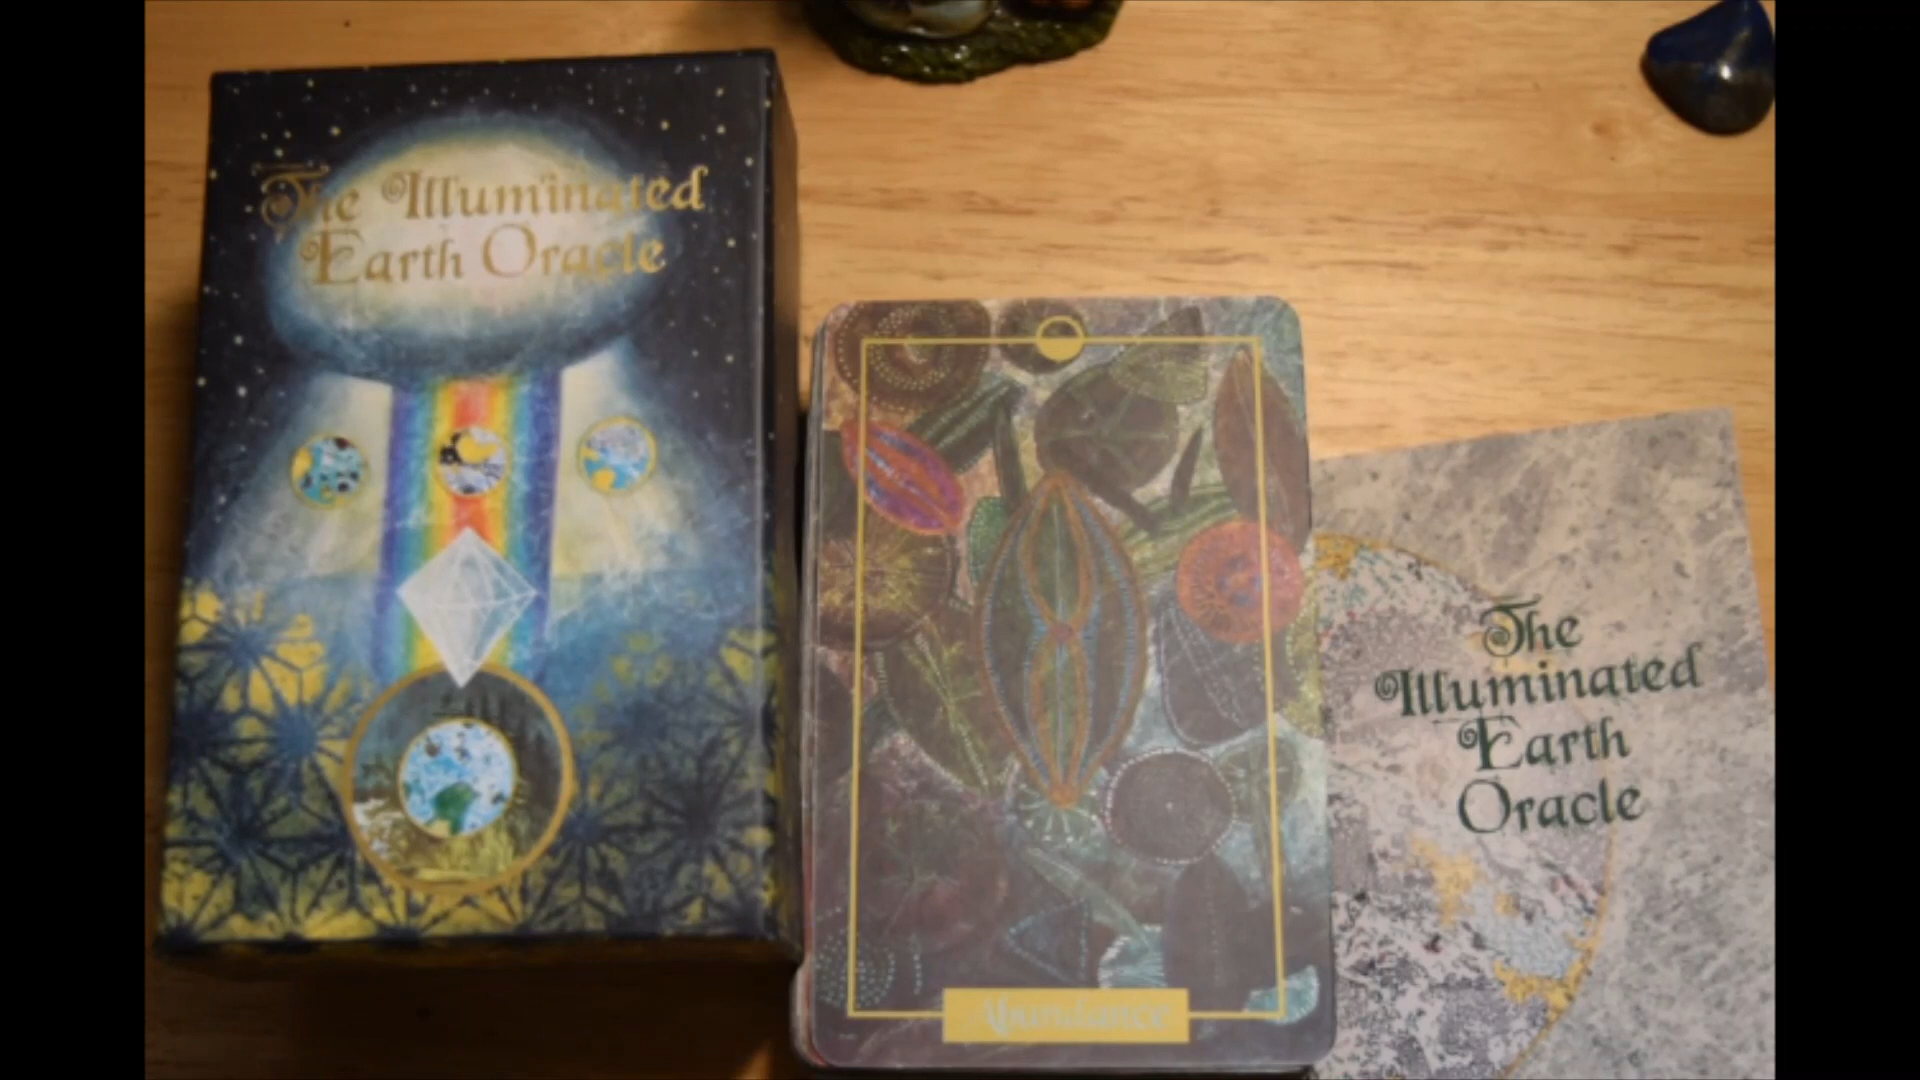 The Illuminated
Earth Oracle
Abundance
The
Illuminated
Earth
Oracle